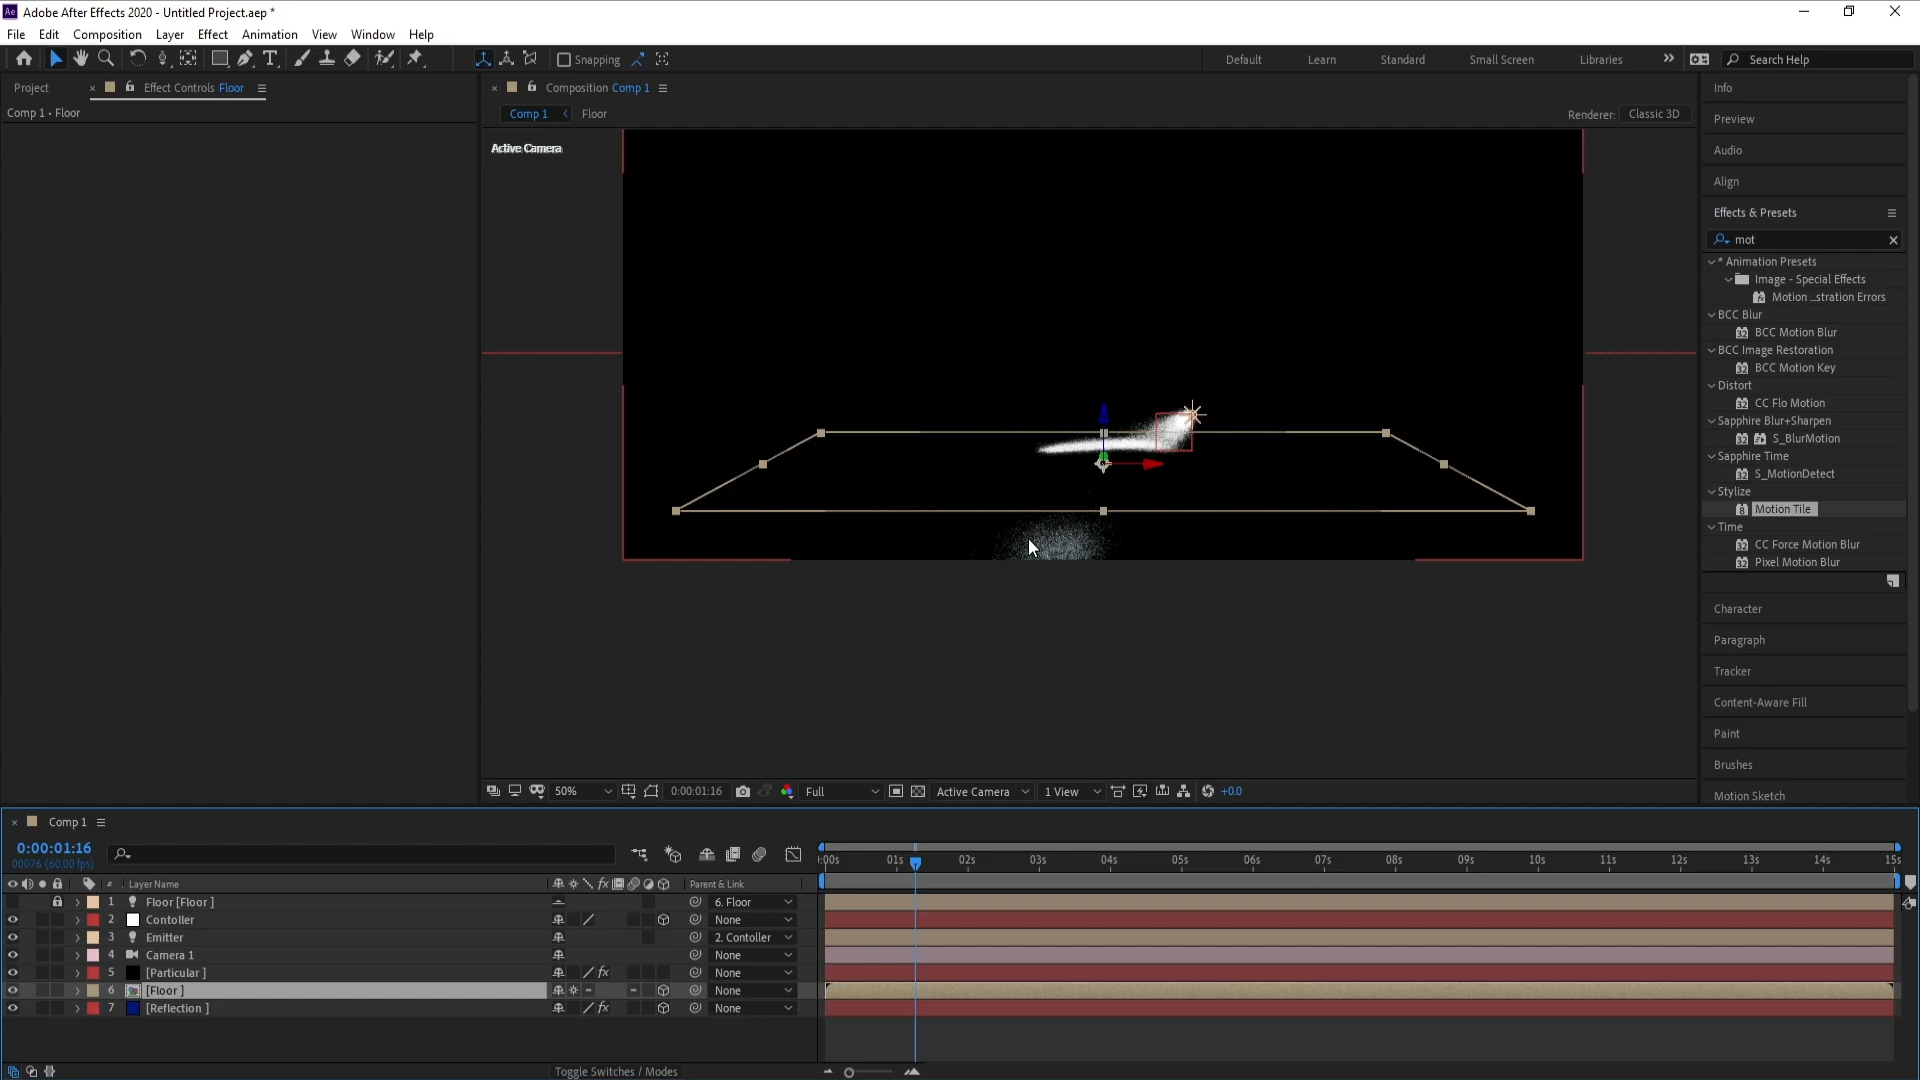 Adobe After Effects 2020 - Untitled Project.aep *
File Edit Composition Layer Effect Animation View Window Help
Snapping Default Learn Standard Small Screen Libraries Search Help
Project Effect Controls Floor
Comp 1 • Floor
Composition Comp 1
Comp 1 Floor
Renderer: Classic 3D
Active Camera
Info
Preview
Audio
Align
Effects & Presets
mot
* Animation Presets
Image - Special Effects
Motion ...stration Errors
BCC Blur
BCC Motion Blur
BCC Image Restoration
BCC Motion Key
Distort
CC Flo Motion
Sapphire Blur+Sharpen
S_BlurMotion
Sapphire Time
S_MotionDetect
Stylize
Motion Tile
Time
CC Force Motion Blur
Pixel Motion Blur
Character
Paragraph
Tracker
Content-Aware Fill
Paint
Brushes
Motion Sketch
50% 0:00:01:16 Full Active Camera 1 View +0.0
Comp 1
0:00:01:16
00076 (60.00 fps)
:00s 01s 02s 03s 04s 05s 06s 07s 08s 09s 10s 11s 12s 13s 14s 15s
# Layer Name Parent & Link
1 Floor [Floor ] 6. Floor
2 Contoller None
3 Emitter 2. Contoller
4 Camera 1 None
5 [Particular ] None
6 [Floor ] None
7 [Reflection ] None
Toggle Switches / Modes